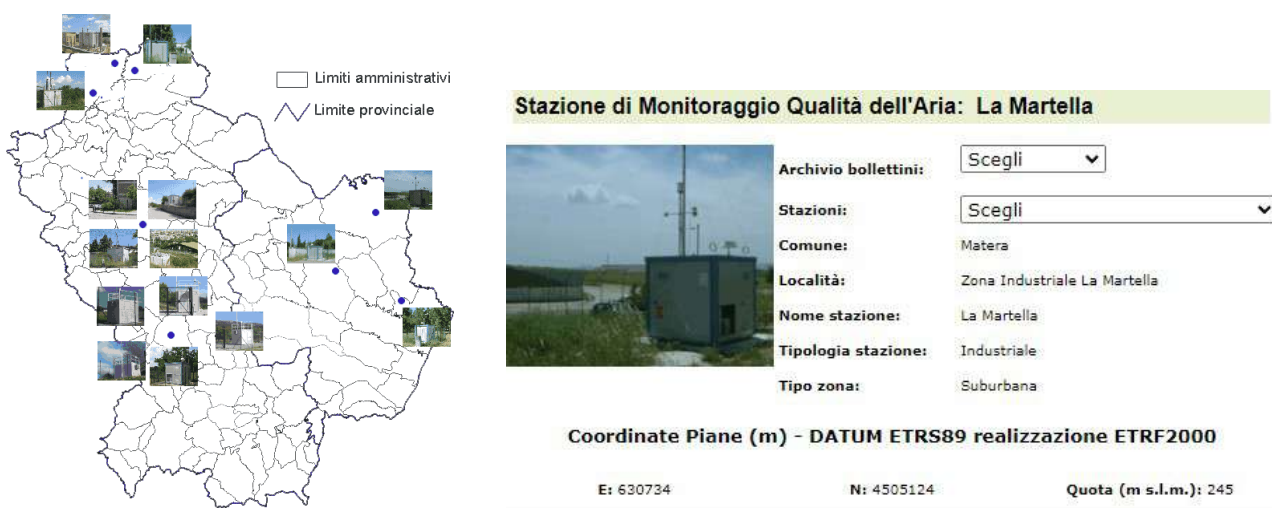 Limiti amministrativi
Limite provinciale
Stazione di Monitoraggio Qualità dell'Aria: La Martella
Archivio bollettini: Scegli
Stazioni: Scegli
Comune: Matera
Località: Zona Industriale La Martella
Nome stazione: La Martella
Tipologia stazione: Industriale
Tipo zona: Suburbana
Coordinate Piane (m) - DATUM ETRS89 realizzazione ETRF2000
E: 630734 N: 4505124 Quota (m s.l.m.): 245